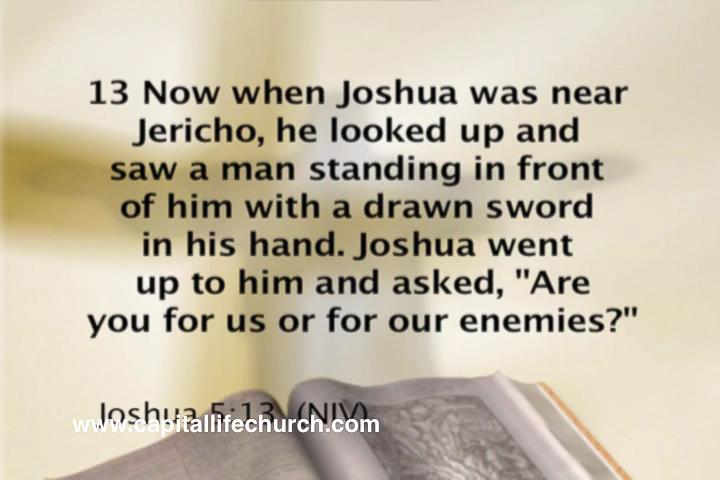 13 Now when Joshua was near
Jericho, he looked up and
saw a man standing in front
of him with a drawn sword
in his hand. Joshua went
up to him and asked, "Are
you for us or for our enemies?"
Joshua 5:13 (NIV)
www.capitallifechurch.com